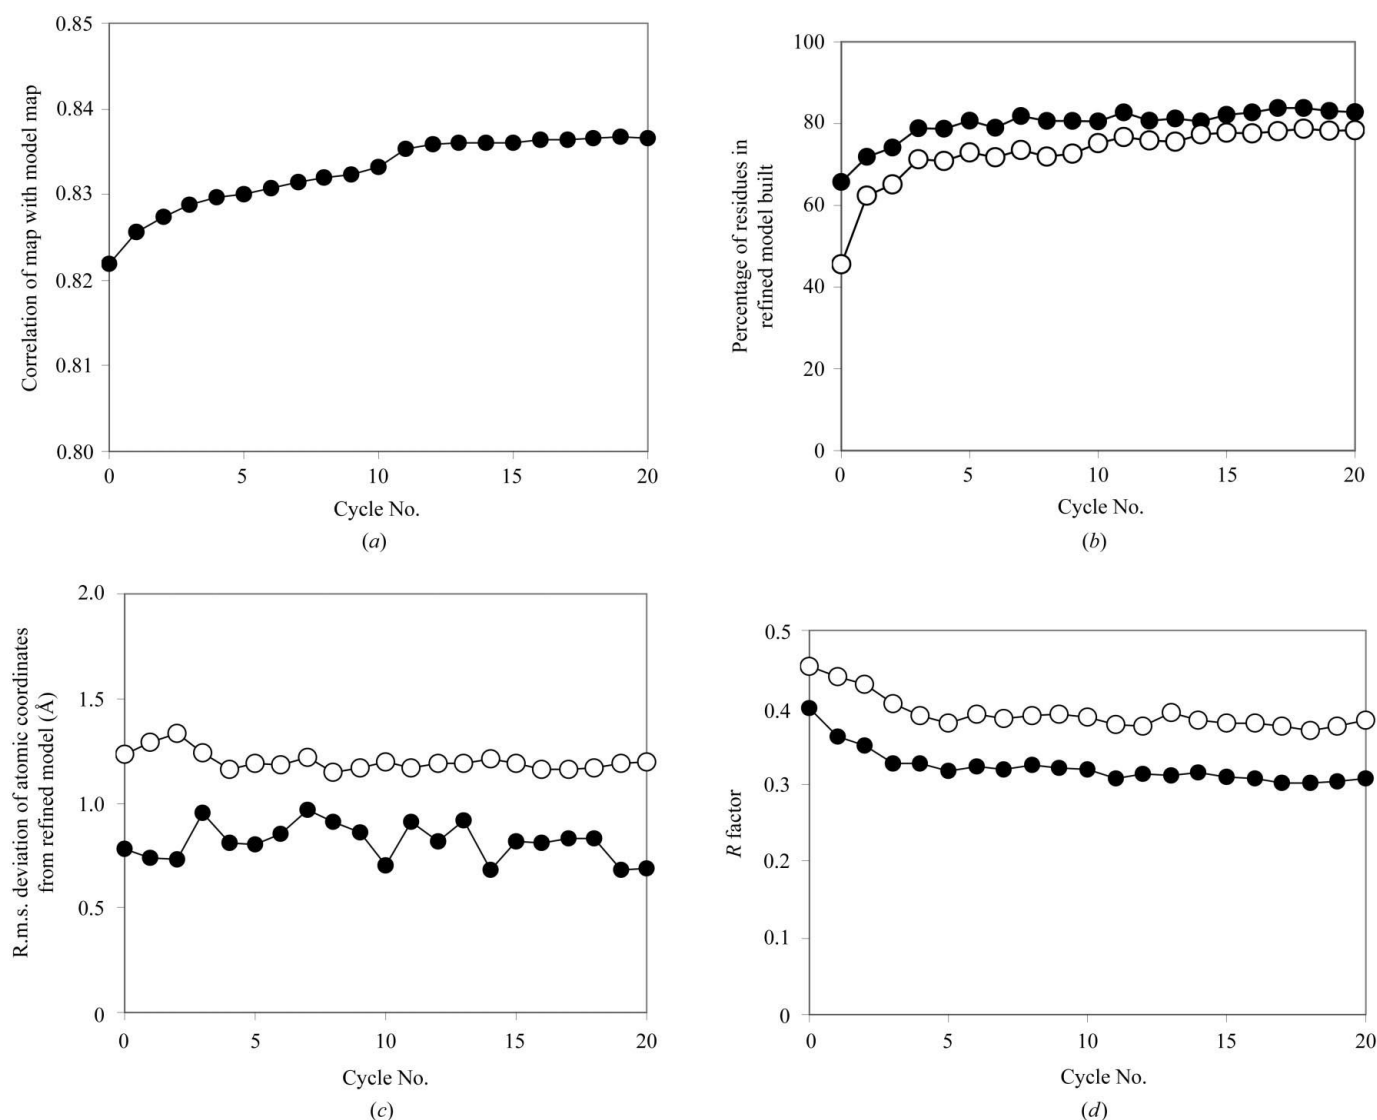 0.85
0.84
0.83
0.82
0.81
0.80
Correlation of map with model map
0 5 10 15 20
Cycle No.
(a)
100
80
60
40
20
0
Percentage of residues in
refined model built
0 5 10 15 20
Cycle No.
(b)
2.0
1.5
1.0
0.5
0
R.m.s. deviation of atomic coordinates
from refined model (Å)
0 5 10 15 20
Cycle No.
(c)
0.5
0.4
0.3
0.2
0.1
0
R factor
0 5 10 15 20
Cycle No.
(d)